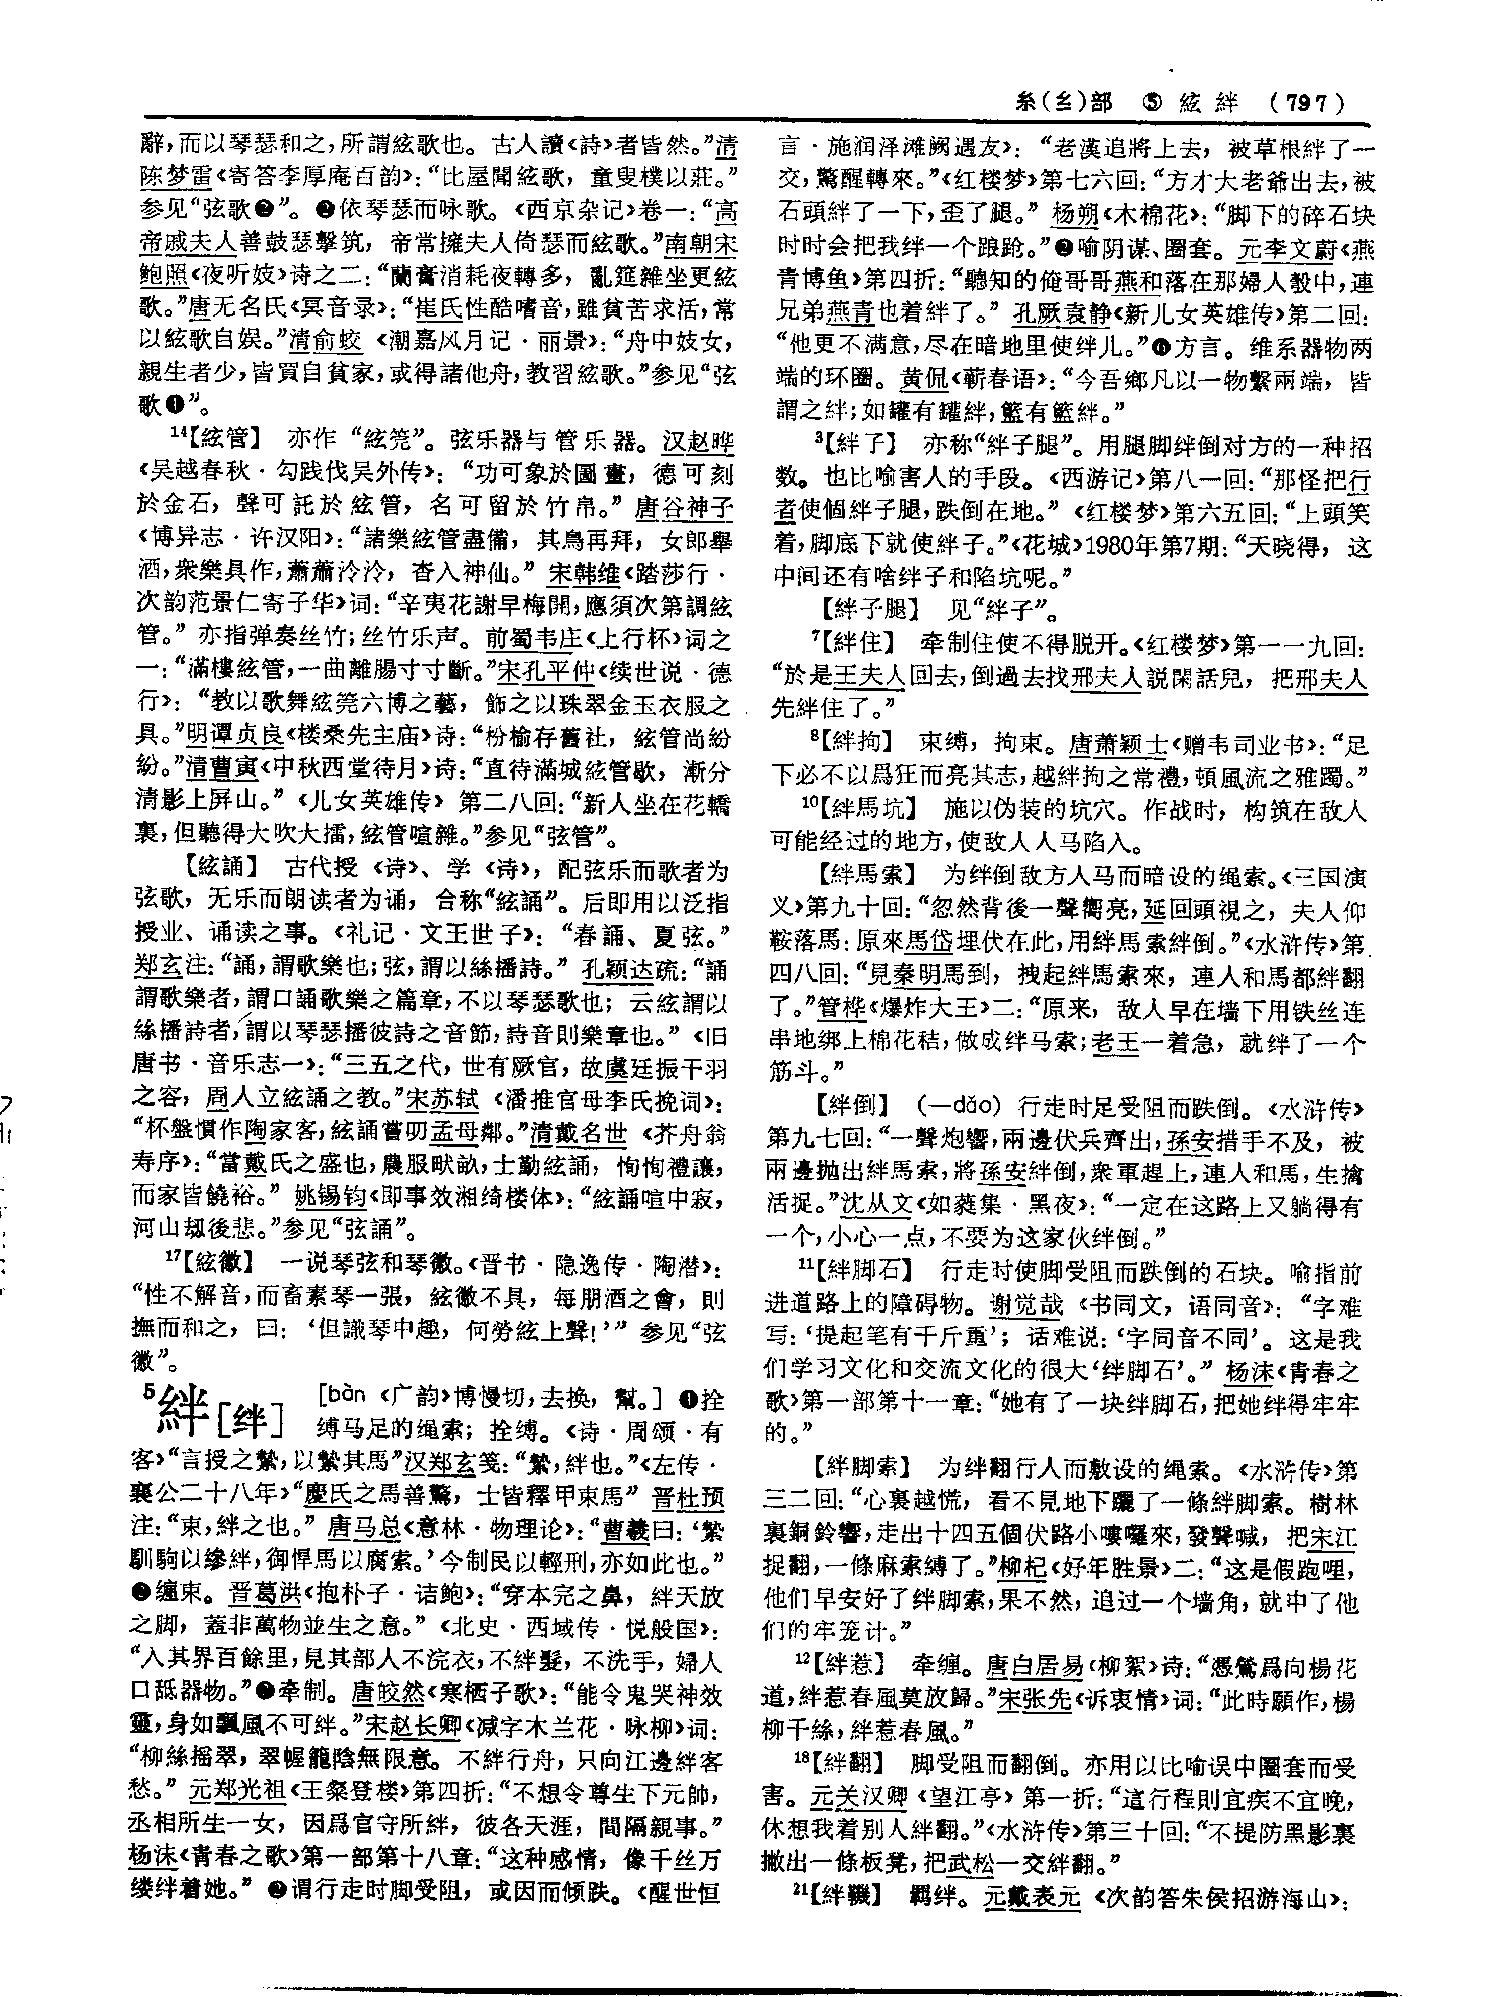 糸(纟)部 ⑤ 絃 絆 (797)
辭，而以琴瑟和之，所謂絃歌也。古人讀《詩》者皆然。”清
陈梦雷《寄答李厚庵百韵》：“比屋聞絃歌，童叟樸以莊。”
参见“弦歌❷”。❷依琴瑟而咏歌。《西京杂记》卷一：“高
帝戚夫人善鼓瑟擊筑，帝常擁夫人倚瑟而絃歌。”南朝宋
鲍照《夜听妓》诗之二：“蘭膏消耗夜轉多，亂筵雜坐更絃
歌。”唐无名氏《冥音录》：“崔氏性酷嗜音，雖貧苦求活，常
以絃歌自娱。”清俞蛟《潮嘉风月记·丽景》：“舟中妓女，
親生者少，皆買自貧家，或得諸他舟，教習絃歌。”参见“弦
歌❶”。
14【絃管】 亦作“絃筦”。弦乐器与管乐器。汉赵晔
《吴越春秋·勾践伐吴外传》：“功可象於圖畫，德可刻
於金石，聲可託於絃管，名可留於竹帛。”唐谷神子
《博异志·许汉阳》：“諸樂絃管盡備，其鳥再拜，女郎舉
酒，衆樂具作，蕭蕭泠泠，杳入神仙。”宋韩维《踏莎行·
次韵范景仁寄子华》词：“辛夷花謝早梅開，應須次第調絃
管。”亦指弹奏丝竹；丝竹乐声。前蜀韦庄《上行杯》词之
一：“滿樓絃管，一曲離腸寸寸斷。”宋孔平仲《续世说·德
行》：“教以歌舞絃筦六博之藝，飾之以珠翠金玉衣服之
具。”明谭贞良《楼桑先主庙》诗：“枌榆存舊社，絃管尚紛
紛。”清曹寅《中秋西堂待月》诗：“直待滿城絃管歇，漸分
清影上屏山。”《儿女英雄传》第二八回：“新人坐在花轎
裏，但聽得大吹大擂，絃管喧雜。”参见“弦管”。
【絃誦】 古代授《诗》、学《诗》，配弦乐而歌者为
弦歌，无乐而朗读者为诵，合称“絃誦”。后即用以泛指
授业、诵读之事。《礼记·文王世子》：“春誦、夏弦。”
郑玄注：“誦，謂歌樂也；弦，謂以絲播詩。”孔颖达疏：“誦
謂歌樂者，謂口誦歌樂之篇章，不以琴瑟歌也；云絃謂以
絲播詩者，謂以琴瑟播彼詩之音節，詩音則樂章也。”《旧
唐书·音乐志一》：“三五之代，世有厥官，故虞廷振干羽
之容，周人立絃誦之教。”宋苏轼《潘推官母李氏挽词》：
“杯盤慣作陶家客，絃誦嘗叨孟母鄰。”清戴名世《芥舟翁
寿序》：“當戴氏之盛也，農服畎畝，士勤絃誦，恂恂禮讓，
而家皆饒裕。”姚锡钧《即事效湘绮楼体》：“絃誦喧中寂，
河山刼後悲。”参见“弦誦”。
17【絃徽】 一说琴弦和琴徽。《晋书·隐逸传·陶潜》：
“性不解音，而畜素琴一張，絃徽不具，每朋酒之會，則
撫而和之，曰：‘但識琴中趣，何勞絃上聲！’”参见“弦
徽”。
5絆[绊] [bàn 《广韵》博慢切，去换，幫。] ❶拴
缚马足的绳索；拴缚。《诗·周颂·有
客》“言授之縶，以縶其馬”汉郑玄笺：“縶，絆也。”《左传·
襄公二十八年》“慶氏之馬善驚，士皆釋甲束馬”晋杜预
注：“束，絆之也。”唐马总《意林·物理论》：“曹羲曰：‘縶
馴駒以縿絆，御悍馬以腐索。’今制民以輕刑，亦如此也。”
❷缠束。晋葛洪《抱朴子·诘鲍》：“穿本完之鼻，絆天放
之脚，蓋非萬物並生之意。”《北史·西域传·悦般国》：
“入其界百餘里，見其部人不浣衣，不絆髮，不洗手，婦人
口舐器物。”❸牵制。唐皎然《寒栖子歌》：“能令鬼哭神效
靈，身如飄風不可絆。”宋赵长卿《减字木兰花·咏柳》词：
“柳絲摇翠，翠幄籠陰無限意。不絆行舟，只向江邊絆客
愁。”元郑光祖《王粲登楼》第四折：“不想令尊生下元帥，
丞相所生一女，因爲官守所絆，彼各天涯，間隔親事。”
杨沫《青春之歌》第一部第十八章：“这种感情，像千丝万
缕绊着她。”❹谓行走时脚受阻，或因而倾跌。《醒世恒
言·施润泽滩阙遇友》：“老漢追將上去，被草根絆了一
交，驚醒轉來。”《红楼梦》第七六回：“方才大老爺出去，被
石頭絆了一下，歪了腿。”杨朔《木棉花》：“脚下的碎石块
时时会把我绊一个踉跄。”❺喻阴谋、圈套。元李文蔚《燕
青博鱼》第四折：“聽知的俺哥哥燕和落在那婦人彀中，連
兄弟燕青也着絆了。”孔厥袁静《新儿女英雄传》第二回：
“他更不满意，尽在暗地里使绊儿。”❻方言。维系器物两
端的环圈。黄侃《蕲春语》：“今吾鄉凡以一物繫兩端，皆
謂之絆；如罐有罐絆，籃有籃絆。”
3【絆子】 亦称“絆子腿”。用腿脚绊倒对方的一种招
数。也比喻害人的手段。《西游记》第八一回：“那怪把行
者使個絆子腿，跌倒在地。”《红楼梦》第六五回：“上頭笑
着，脚底下就使絆子。”《花城》1980年第7期：“天晓得，这
中间还有啥绊子和陷坑呢。”
【絆子腿】 见“絆子”。
7【絆住】 牵制住使不得脱开。《红楼梦》第一一九回：
“於是王夫人回去，倒過去找邢夫人説閑話兒，把邢夫人
先絆住了。”
8【絆拘】 束缚，拘束。唐萧颖士《赠韦司业书》：“足
下必不以爲狂而亮其志，越絆拘之常禮，頓風流之雅躅。”
10【絆馬坑】 施以伪装的坑穴。作战时，构筑在敌人
可能经过的地方，使敌人人马陷入。
【絆馬索】 为绊倒敌方人马而暗设的绳索。《三国演
义》第九十回：“忽然背後一聲嚮亮，延回頭視之，夫人仰
鞍落馬：原來馬岱埋伏在此，用絆馬索絆倒。”《水浒传》第
四八回：“見秦明馬到，拽起絆馬索來，連人和馬都絆翻
了。”管桦《爆炸大王》二：“原来，敌人早在墙下用铁丝连
串地绑上棉花秸，做成绊马索；老王一着急，就绊了一个
筋斗。”
【絆倒】 （—dǎo）行走时足受阻而跌倒。《水浒传》
第九七回：“一聲炮響，兩邊伏兵齊出，孫安措手不及，被
兩邊抛出絆馬索，將孫安絆倒，衆軍趕上，連人和馬，生擒
活捉。”沈从文《如蕤集·黑夜》：“一定在这路上又躺得有
一个，小心一点，不要为这家伙绊倒。”
11【絆脚石】 行走时使脚受阻而跌倒的石块。喻指前
进道路上的障碍物。谢觉哉《书同文，语同音》：“字难
写：‘提起笔有千斤重’；话难说：‘字同音不同’。这是我
们学习文化和交流文化的很大‘绊脚石’。”杨沫《青春之
歌》第一部第十一章：“她有了一块绊脚石，把她绊得牢牢
的。”
【絆脚索】 为绊翻行人而敷设的绳索。《水浒传》第
三二回：“心裏越慌，看不見地下躧了一條絆脚索。樹林
裏銅鈴響，走出十四五個伏路小嘍囉來，發聲喊，把宋江
捉翻，一條麻索縛了。”柳杞《好年胜景》二：“这是假跑哩，
他们早安好了绊脚索，果不然，追过一个墙角，就中了他
们的牢笼计。”
12【絆惹】 牵缠。唐白居易《柳絮》诗：“憑鶯爲向楊花
道，絆惹春風莫放歸。”宋张先《诉衷情》词：“此時願作，楊
柳千絲，絆惹春風。”
18【絆翻】 脚受阻而翻倒。亦用以比喻误中圈套而受
害。元关汉卿《望江亭》第一折：“這行程則宜疾不宜晚，
休想我着别人絆翻。”《水浒传》第三十回：“不提防黑影裏
撇出一條板凳，把武松一交絆翻。”
21【絆羈】 羁绊。元戴表元《次韵答朱侯招游海山》：